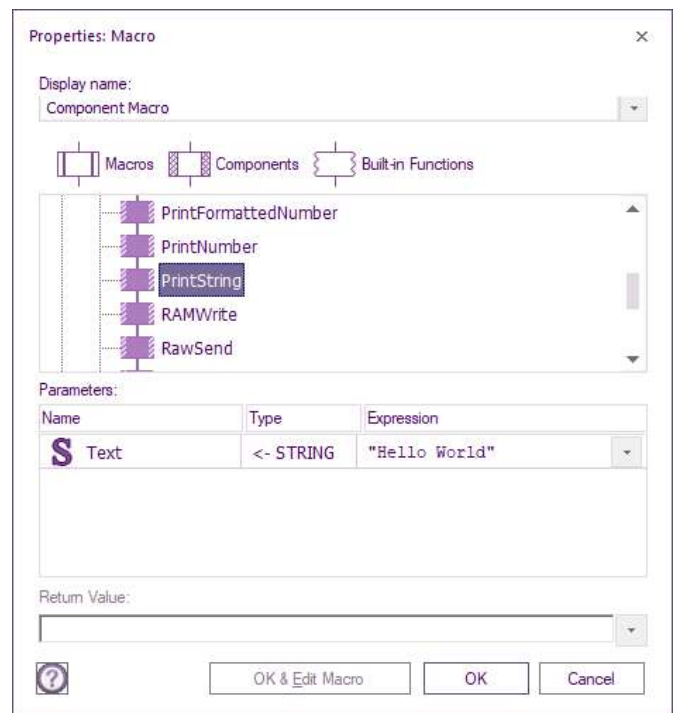 Properties: Macro
Display name:
Component Macro
Macros Components Built-in Functions
PrintFormattedNumber
PrintNumber
PrintString
RAMWrite
RawSend
Parameters:
Name Type Expression
S Text <- STRING "Hello World"
Return Value:
? OK & Edit Macro OK Cancel